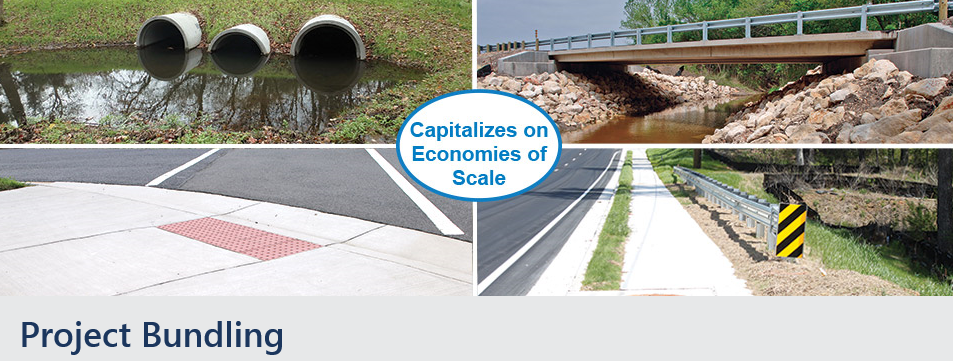 Capitalizes on
Economies of
Scale
Project Bundling